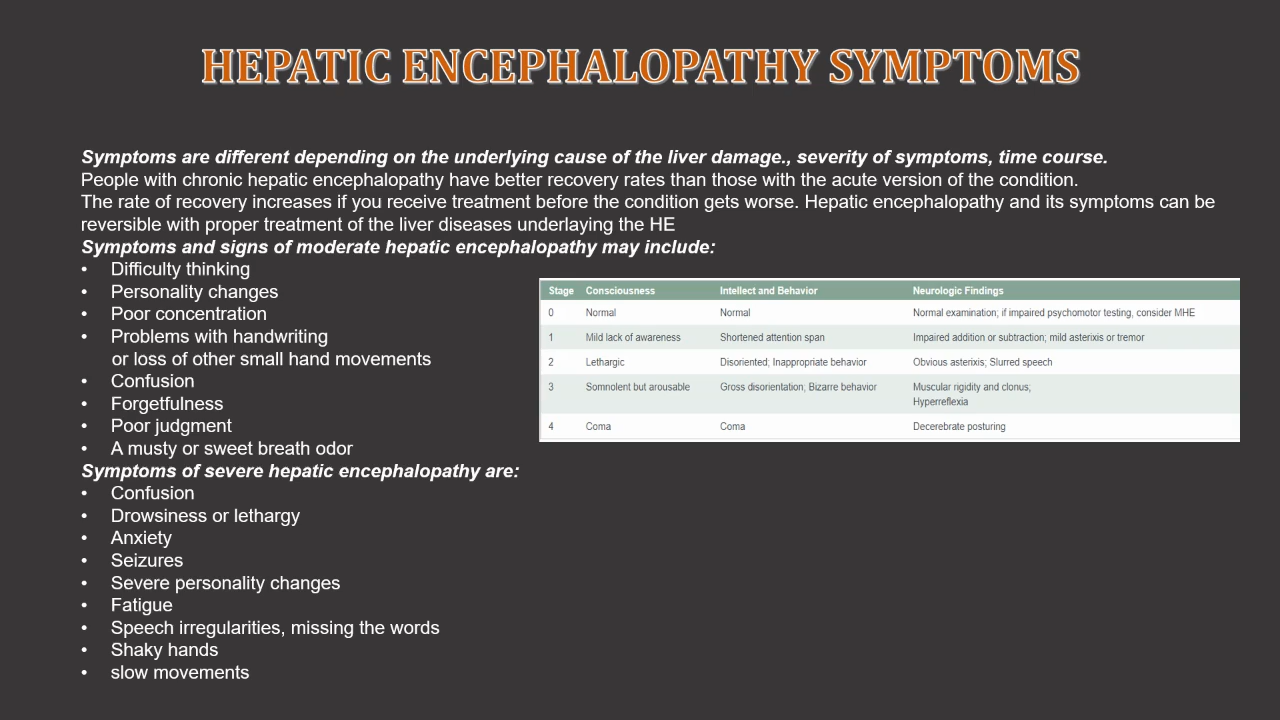 HEPATIC ENCEPHALOPATHY SYMPTOMS
Symptoms are different depending on the underlying cause of the liver damage., severity of symptoms, time course.
People with chronic hepatic encephalopathy have better recovery rates than those with the acute version of the condition.
The rate of recovery increases if you receive treatment before the condition gets worse. Hepatic encephalopathy and its symptoms can be
reversible with proper treatment of the liver diseases underlaying the HE
Symptoms and signs of moderate hepatic encephalopathy may include:
• Difficulty thinking
• Personality changes
• Poor concentration
• Problems with handwriting
or loss of other small hand movements
• Confusion
• Forgetfulness
• Poor judgment
• A musty or sweet breath odor
Symptoms of severe hepatic encephalopathy are:
• Confusion
• Drowsiness or lethargy
• Anxiety
• Seizures
• Severe personality changes
• Fatigue
• Speech irregularities, missing the words
• Shaky hands
• slow movements
Stage Consciousness Intellect and Behavior Neurologic Findings
0 Normal Normal Normal examination; if impaired psychomotor testing, consider MHE
1 Mild lack of awareness Shortened attention span Impaired addition or subtraction; mild asterixis or tremor
2 Lethargic Disoriented; Inappropriate behavior Obvious asterixis; Slurred speech
3 Somnolent but arousable Gross disorientation; Bizarre behavior Muscular rigidity and clonus;
Hyperreflexia
4 Coma Coma Decerebrate posturing